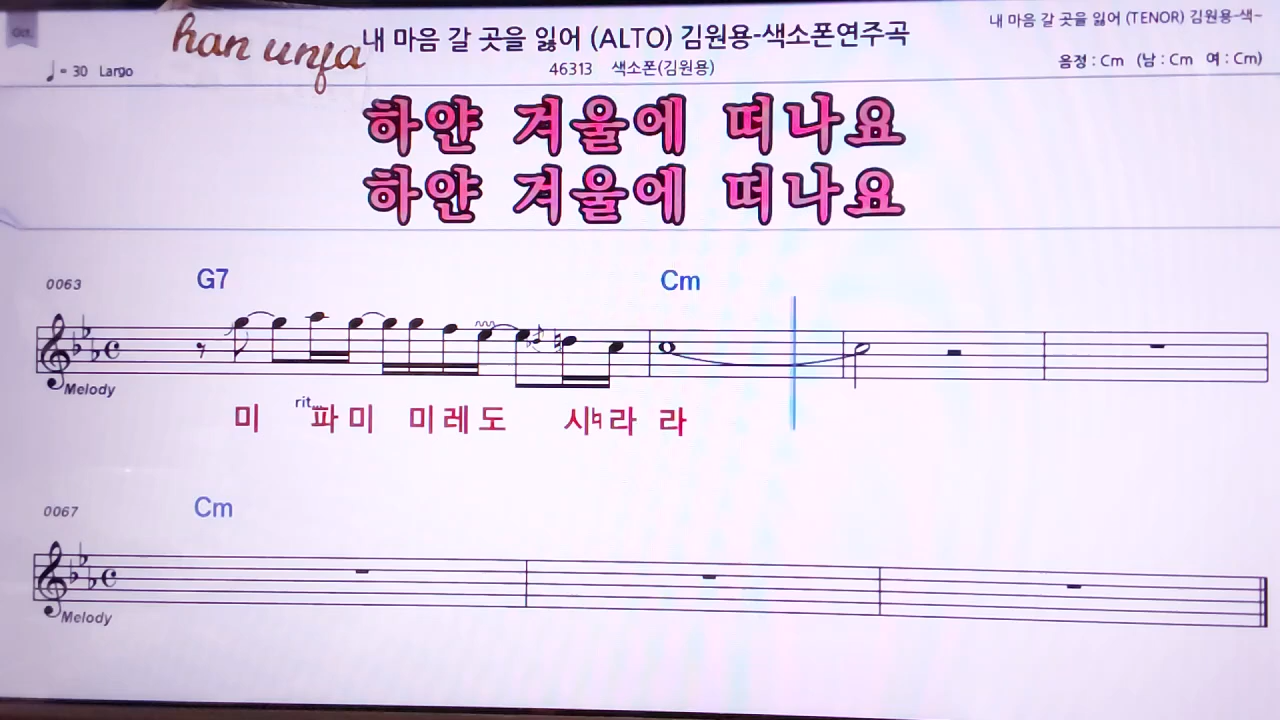 Oct.
han unfa
내 마음 갈 곳을 잃어 (ALTO) 김원용-색소폰연주곡
내 마음 갈 곳을 잃어 (TENOR) 김원용-색~
♩= 30 Largo
46313 색소폰(김원용)
음정 : Cm (남 : Cm 여 : Cm)
하얀 겨울에 떠나요
하얀 겨울에 떠나요
0063 G7 Cm
Melody
rit...
미 파 미 미 레 도 시♮ 라 라
0067 Cm
Melody